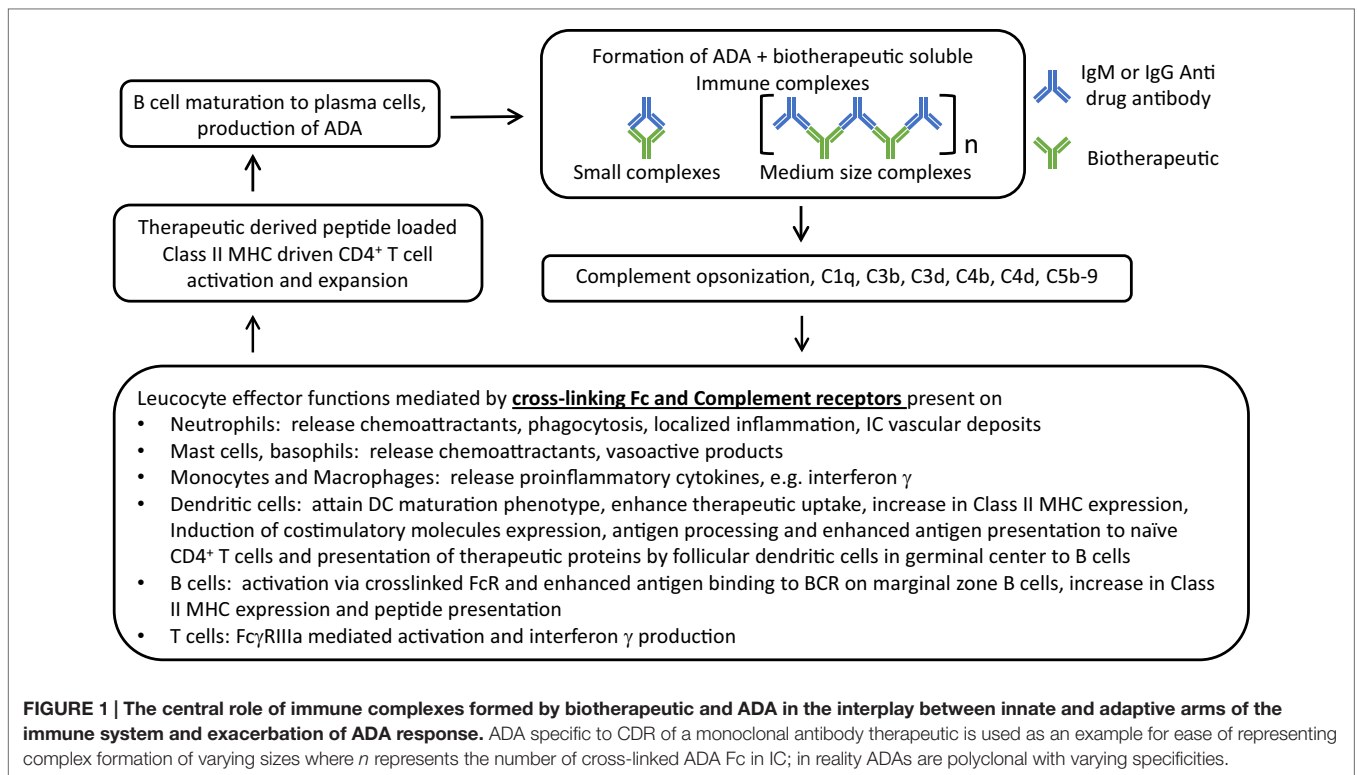 Formation of ADA + biotherapeutic soluble
Immune complexes
n
Small complexes
Medium size complexes
IgM or IgG Anti
drug antibody
Biotherapeutic
B cell maturation to plasma cells,
production of ADA
Therapeutic derived peptide loaded
Class II MHC driven CD4⁺ T cell
activation and expansion
Complement opsonization, C1q, C3b, C3d, C4b, C4d, C5b-9
Leucocyte effector functions mediated by cross-linking Fc and Complement receptors present on
• Neutrophils: release chemoattractants, phagocytosis, localized inflammation, IC vascular deposits
• Mast cells, basophils: release chemoattractants, vasoactive products
• Monocytes and Macrophages: release proinflammatory cytokines, e.g. interferon γ
• Dendritic cells: attain DC maturation phenotype, enhance therapeutic uptake, increase in Class II MHC expression,
Induction of costimulatory molecules expression, antigen processing and enhanced antigen presentation to naïve
CD4⁺ T cells and presentation of therapeutic proteins by follicular dendritic cells in germinal center to B cells
• B cells: activation via crosslinked FcR and enhanced antigen binding to BCR on marginal zone B cells, increase in Class
II MHC expression and peptide presentation
• T cells: FcγRIIIa mediated activation and interferon γ production
FIGURE 1 | The central role of immune complexes formed by biotherapeutic and ADA in the interplay between innate and adaptive arms of the
immune system and exacerbation of ADA response. ADA specific to CDR of a monoclonal antibody therapeutic is used as an example for ease of representing
complex formation of varying sizes where n represents the number of cross-linked ADA Fc in IC; in reality ADAs are polyclonal with varying specificities.